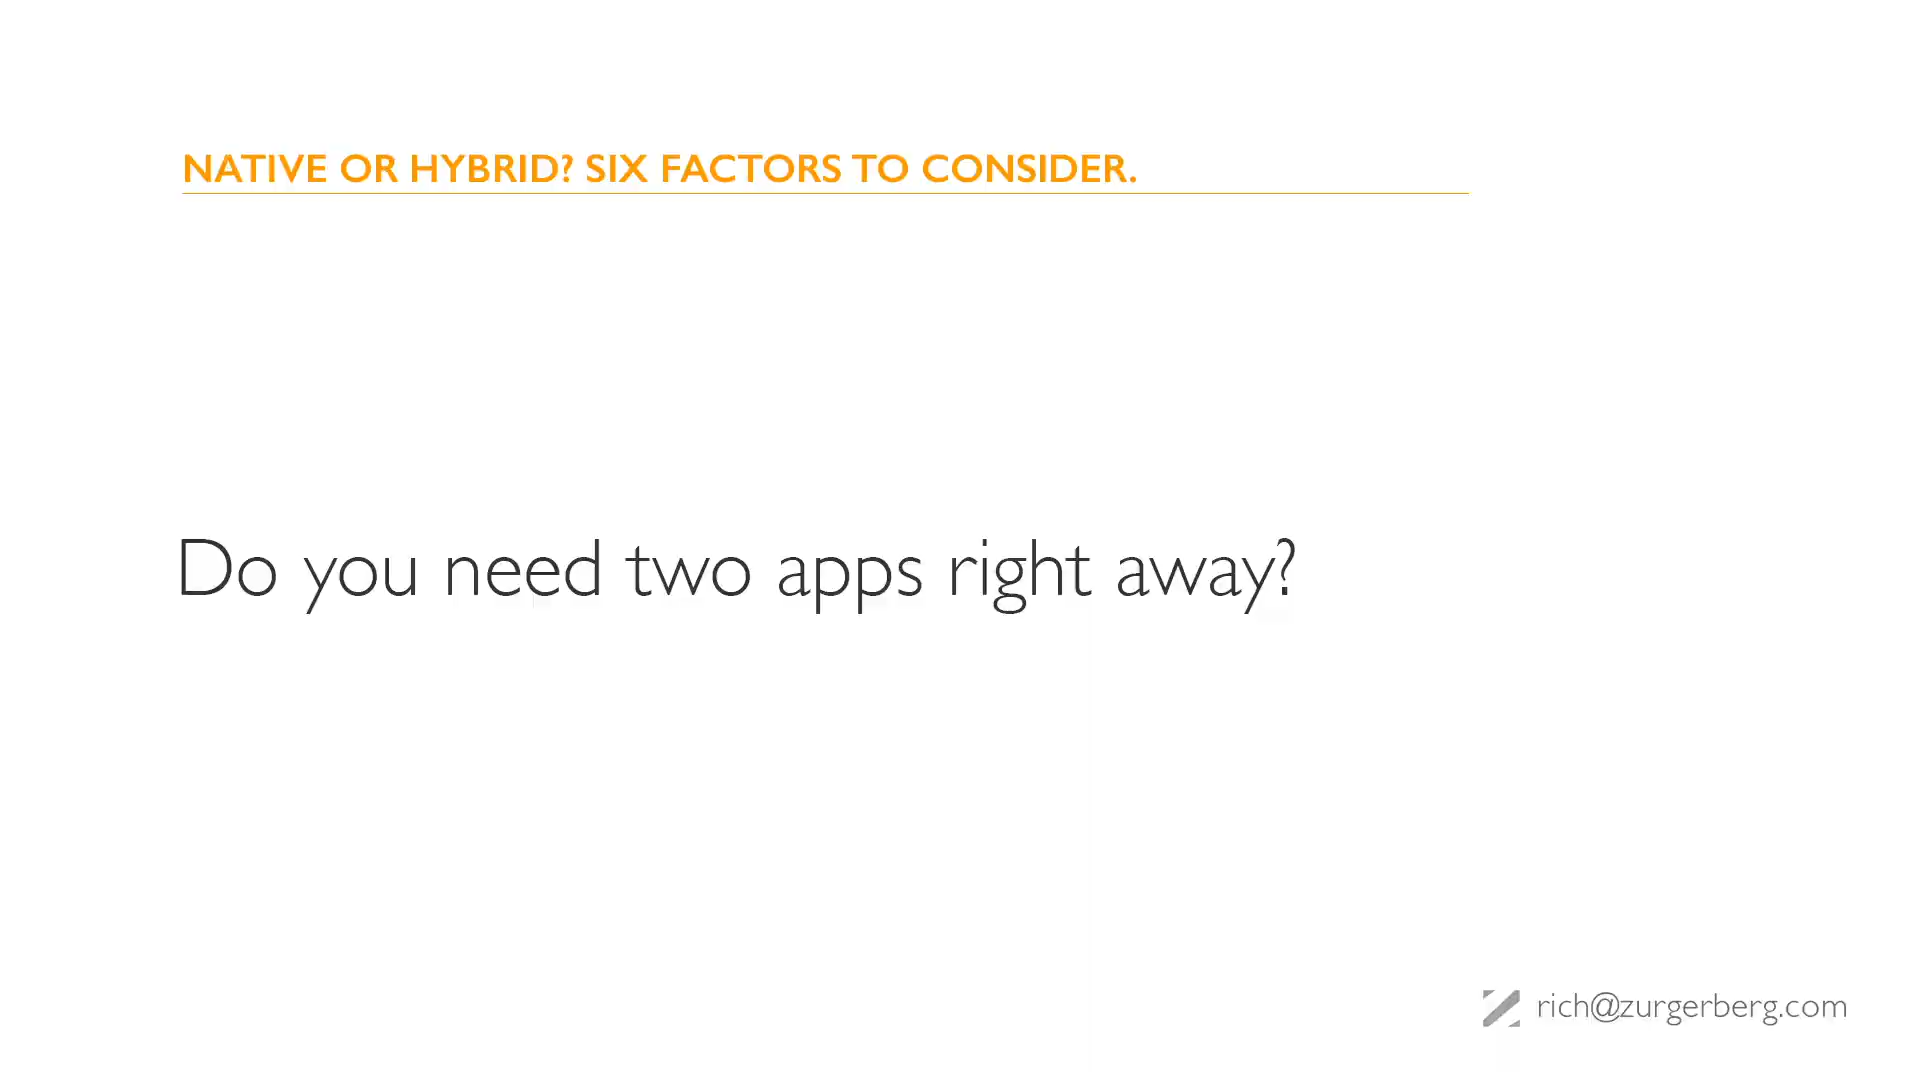 NATIVE OR HYBRID? SIX FACTORS TO CONSIDER.
Do you need two apps right away?
rich@zurgerberg.com